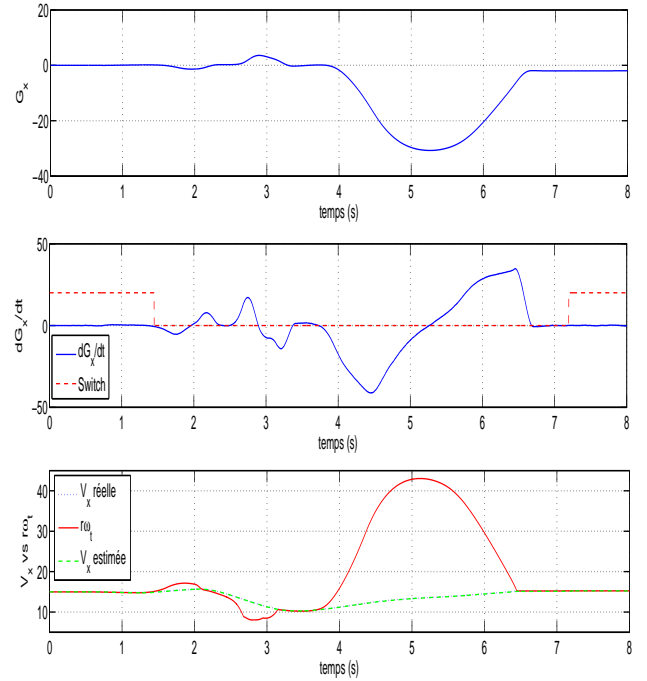 20
0
−20
−40
G_x
0 1 2 3 4 5 6 7 8
temps (s)
50
0
−50
dG_x/dt
dG_x/dt
Switch
0 1 2 3 4 5 6 7 8
temps (s)
40
30
20
10
V_x vs rω_t
V_x réelle
rω_t
V_x estimée
0 1 2 3 4 5 6 7 8
temps (s)